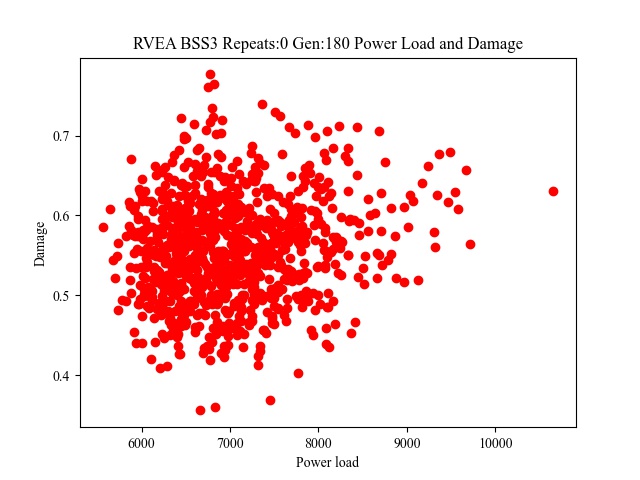 RVEA BSS3 Repeats:0 Gen:180 Power Load and Damage
0.7
0.6
0.5
0.4
Damage
6000 7000 8000 9000 10000
Power load